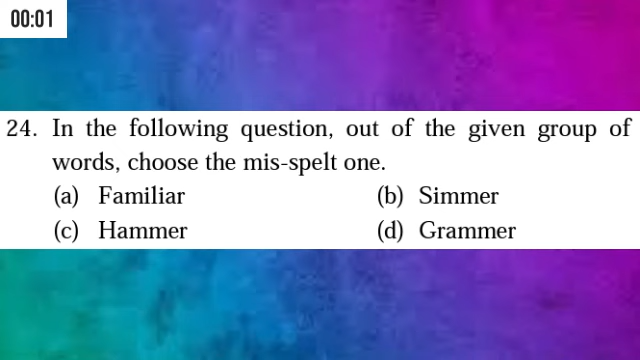 00:01
24. In the following question, out of the given group of
words, choose the mis-spelt one.
(a) Familiar (b) Simmer
(c) Hammer (d) Grammer